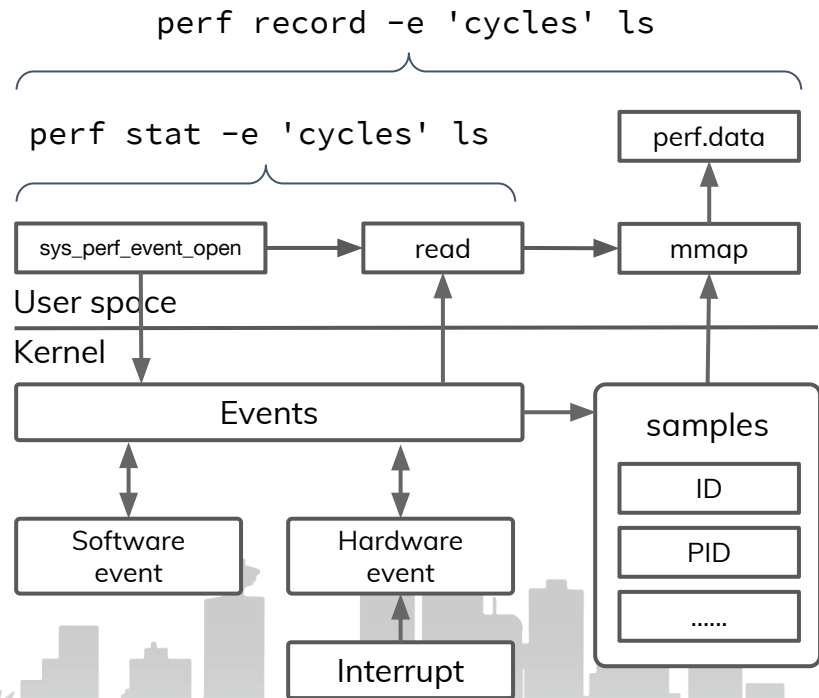 perf record -e 'cycles' ls
perf stat -e 'cycles' ls
perf.data
sys_perf_event_open
read
mmap
User space
Kernel
Events
samples
ID
PID
......
Software
event
Hardware
event
Interrupt